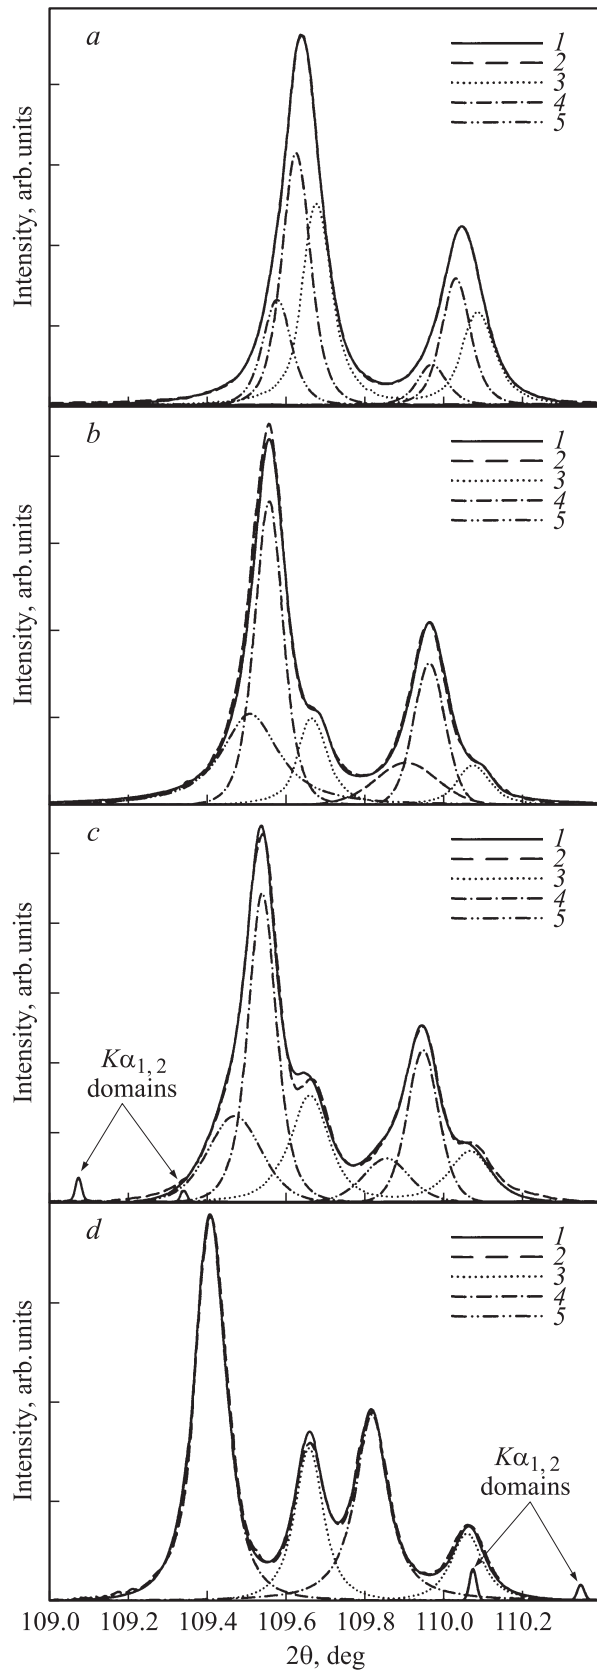 a
1
2
3
4
5
Intensity, arb. units
b
1
2
3
4
5
Intensity, arb. units
c
1
2
3
4
5
Intensity, arb. units
Kα1, 2
domains
d
1
2
3
4
5
Intensity, arb. units
Kα1, 2
domains
109.0 109.2 109.4 109.6 109.8 110.0 110.2
2θ, deg